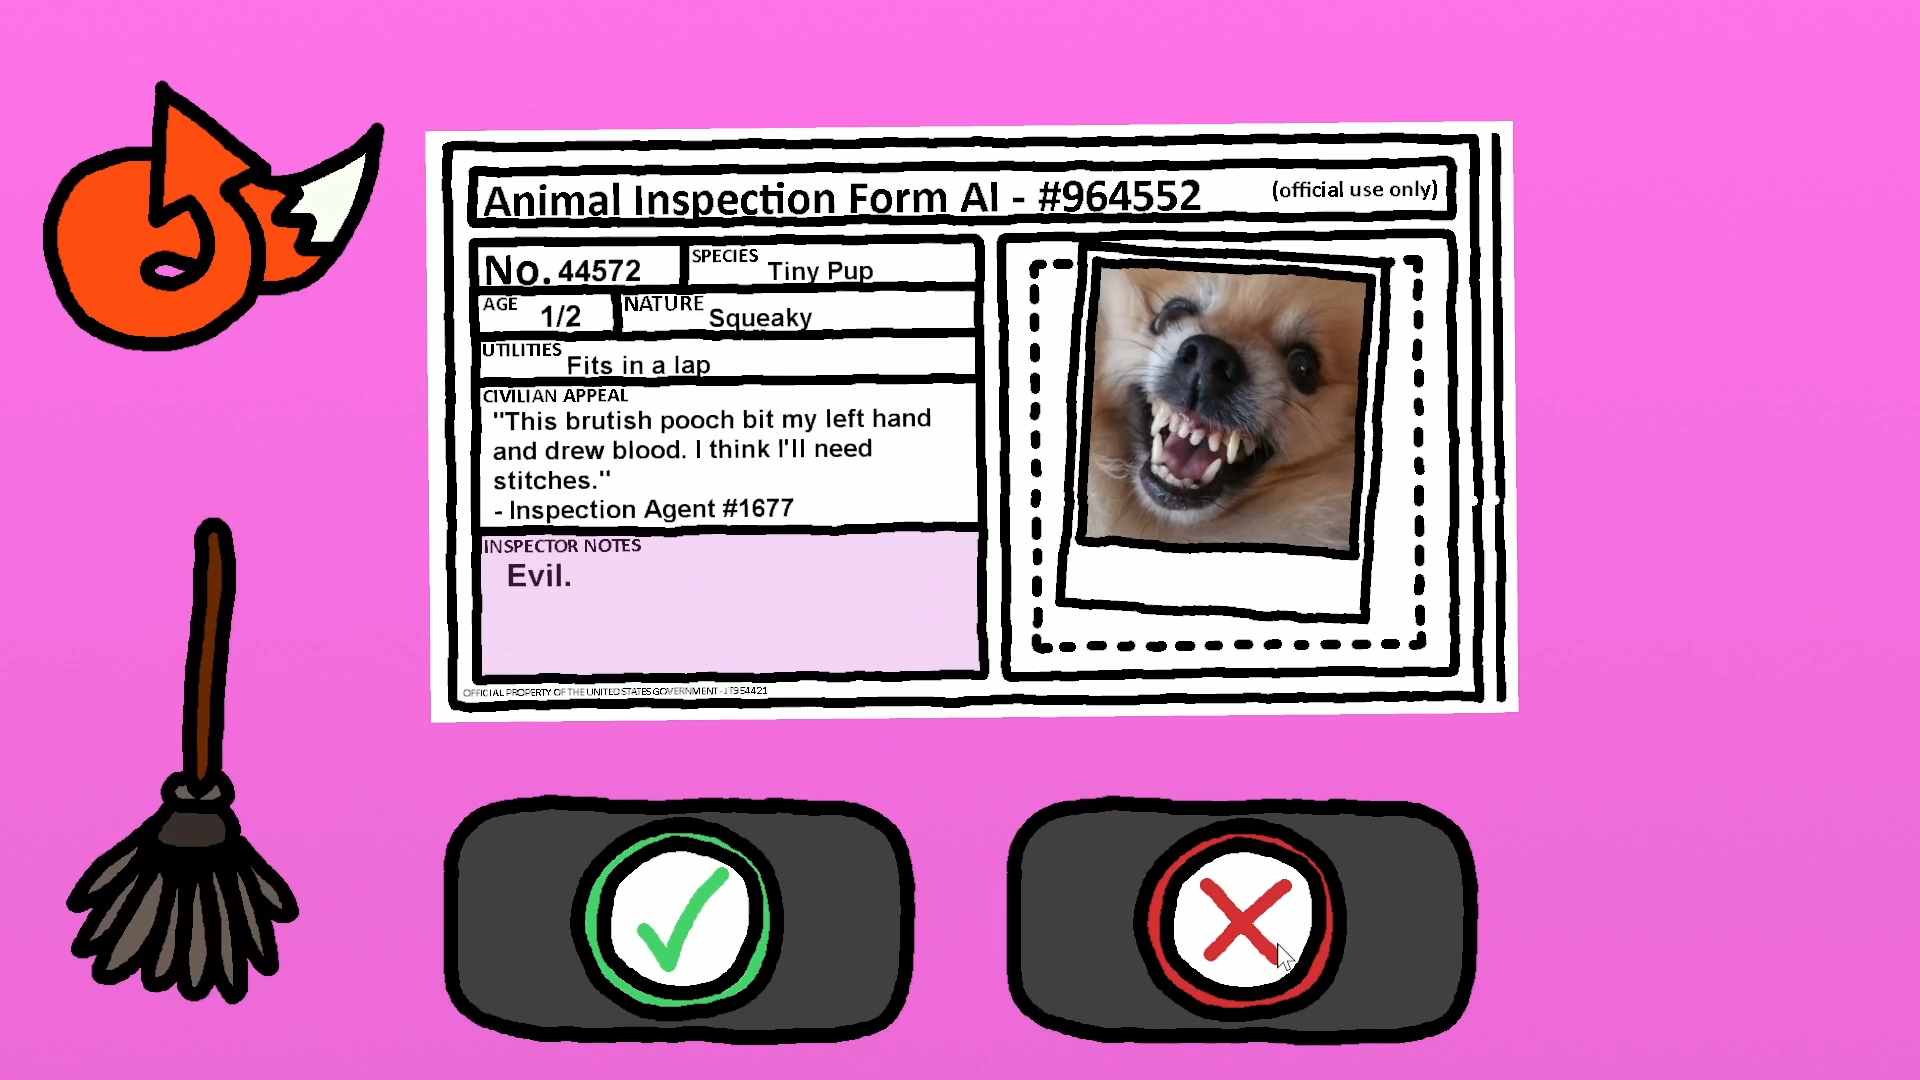 Animal Inspection Form AI - #964552 (official use only)
No. 44572 SPECIES Tiny Pup
AGE 1/2 NATURE Squeaky
UTILITIES Fits in a lap
CIVILIAN APPEAL
"This brutish pooch bit my left hand
and drew blood. I think I'll need
stitches."
- Inspection Agent #1677
INSPECTOR NOTES
Evil.
OFFICIAL PROPERTY OF THE UNITED STATES GOVERNMENT - JT954421